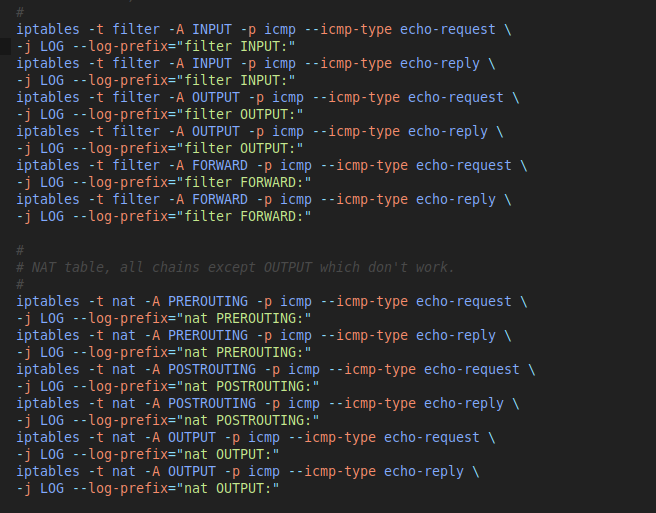 #
iptables -t filter -A INPUT -p icmp --icmp-type echo-request \
-j LOG --log-prefix="filter INPUT:"
iptables -t filter -A INPUT -p icmp --icmp-type echo-reply \
-j LOG --log-prefix="filter INPUT:"
iptables -t filter -A OUTPUT -p icmp --icmp-type echo-request \
-j LOG --log-prefix="filter OUTPUT:"
iptables -t filter -A OUTPUT -p icmp --icmp-type echo-reply \
-j LOG --log-prefix="filter OUTPUT:"
iptables -t filter -A FORWARD -p icmp --icmp-type echo-request \
-j LOG --log-prefix="filter FORWARD:"
iptables -t filter -A FORWARD -p icmp --icmp-type echo-reply \
-j LOG --log-prefix="filter FORWARD:"
#
# NAT table, all chains except OUTPUT which don't work.
#
iptables -t nat -A PREROUTING -p icmp --icmp-type echo-request \
-j LOG --log-prefix="nat PREROUTING:"
iptables -t nat -A PREROUTING -p icmp --icmp-type echo-reply \
-j LOG --log-prefix="nat PREROUTING:"
iptables -t nat -A POSTROUTING -p icmp --icmp-type echo-request \
-j LOG --log-prefix="nat POSTROUTING:"
iptables -t nat -A POSTROUTING -p icmp --icmp-type echo-reply \
-j LOG --log-prefix="nat POSTROUTING:"
iptables -t nat -A OUTPUT -p icmp --icmp-type echo-request \
-j LOG --log-prefix="nat OUTPUT:"
iptables -t nat -A OUTPUT -p icmp --icmp-type echo-reply \
-j LOG --log-prefix="nat OUTPUT:"